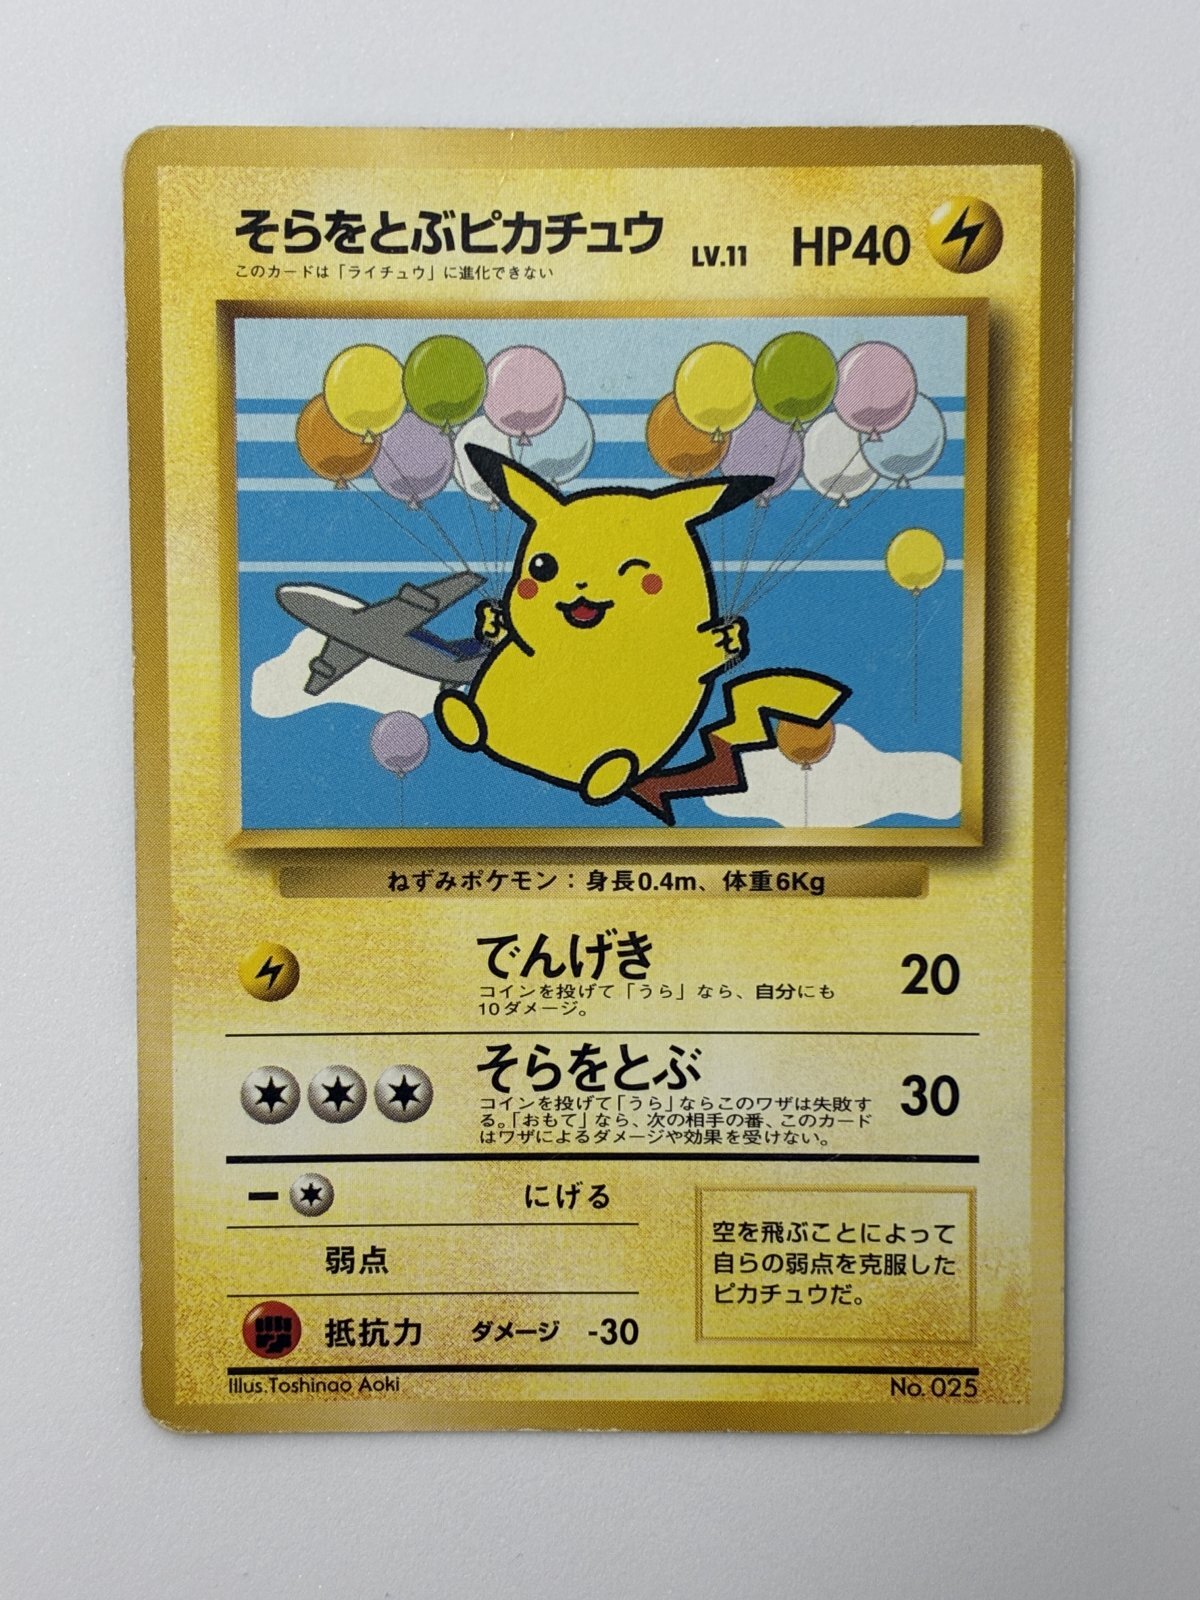 そらをとぶピカチュウ LV.11 HP40
このカードは「ライチュウ」に進化できない
ねずみポケモン：身長0.4m、体重6Kg
でんげき 20
コインを投げて「うら」なら、自分にも
10ダメージ。
そらをとぶ 30
コインを投げて「うら」ならこのワザは失敗す
る。「おもて」なら、次の相手の番、このカード
はワザによるダメージや効果を受けない。
ー にげる
弱点
抵抗力 ダメージ -30
空を飛ぶことによって
自らの弱点を克服した
ピカチュウだ。
Illus.Toshinao Aoki No. 025